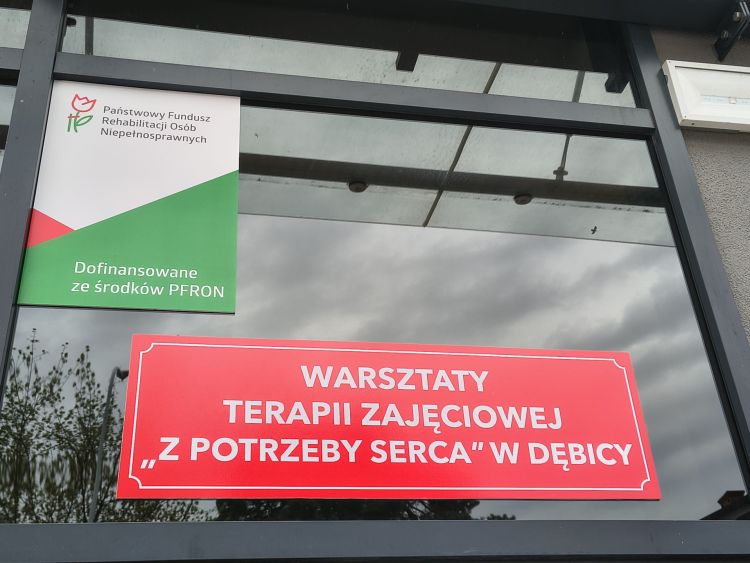 Państwowy Fundusz
Rehabilitacji Osób
Niepełnosprawnych
Dofinansowane
ze środków PFRON
WARSZTATY
TERAPII ZAJĘCIOWEJ
„Z POTRZEBY SERCA” W DĘBICY